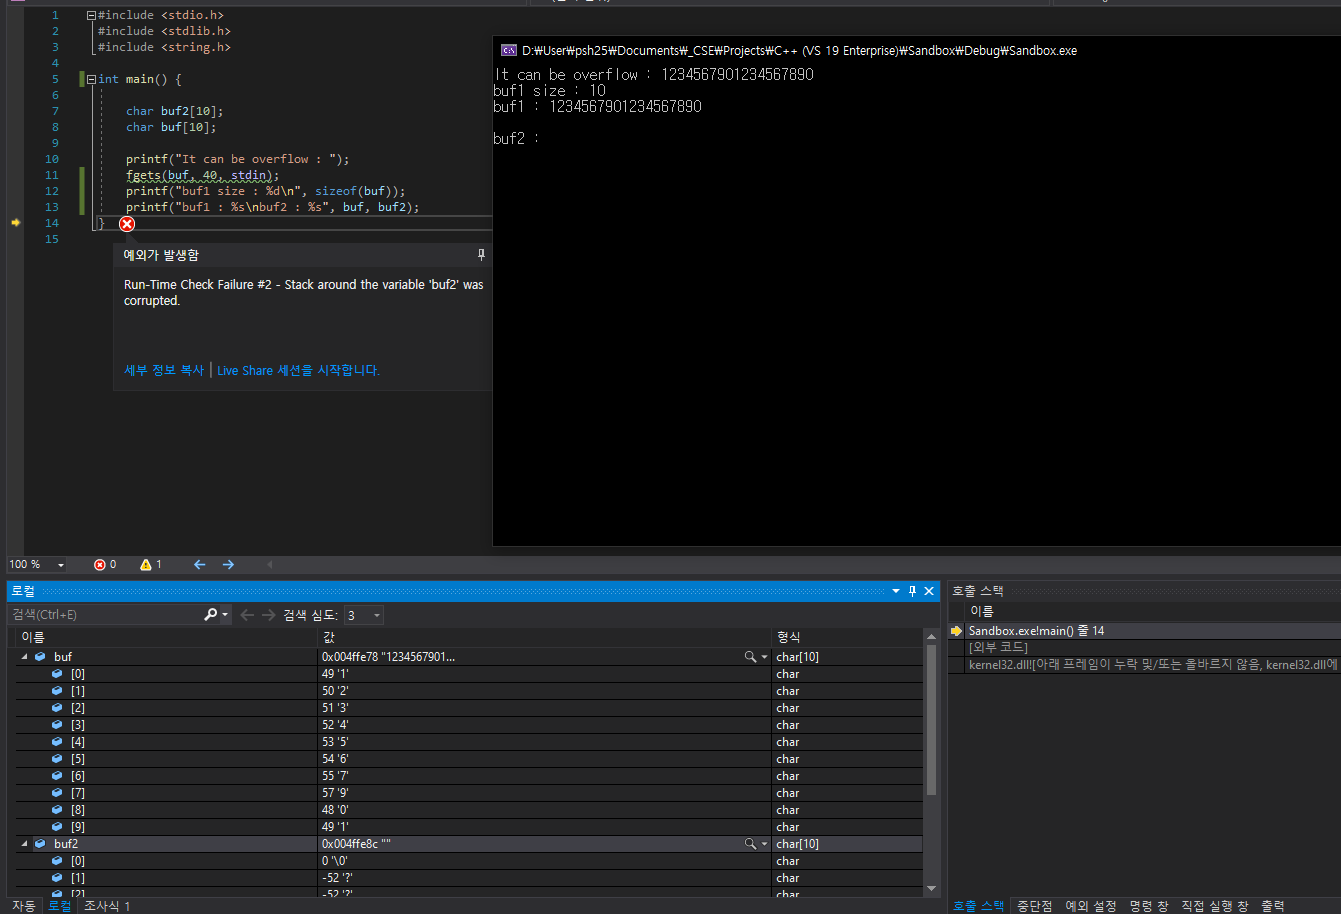 1 #include <stdio.h>
2 #include <stdlib.h>
3 #include <string.h>
4
5 int main() {
6
7 char buf2[10];
8 char buf[10];
9
10 printf("It can be overflow : ");
11 fgets(buf, 40, stdin);
12 printf("buf1 size : %d\n", sizeof(buf));
13 printf("buf1 : %s\nbuf2 : %s", buf, buf2);
14 }
15
예외가 발생함
Run-Time Check Failure #2 - Stack around the variable 'buf2' was
corrupted.
세부 정보 복사 | Live Share 세션을 시작합니다.
D:₩User₩psh25₩Documents₩_CSE₩Projects₩C++ (VS 19 Enterprise)₩Sandbox₩Debug₩Sandbox.exe
It can be overflow : 1234567901234567890
buf1 size : 10
buf1 : 1234567901234567890
buf2 :
100 % 0 1
로컬
검색(Ctrl+E) 검색 심도: 3
이름 값 형식
buf 0x004ffe78 "1234567901... char[10]
[0] 49 '1' char
[1] 50 '2' char
[2] 51 '3' char
[3] 52 '4' char
[4] 53 '5' char
[5] 54 '6' char
[6] 55 '7' char
[7] 57 '9' char
[8] 48 '0' char
[9] 49 '1' char
buf2 0x004ffe8c "" char[10]
[0] 0 '\0' char
[1] -52 '?' char
[2] -52 '?' char
자동 로컬 조사식 1
호출 스택
이름
Sandbox.exe!main() 줄 14
[외부 코드]
kernel32.dll![아래 프레임이 누락 및/또는 올바르지 않음, kernel32.dll에
호출 스택 중단점 예외 설정 명령 창 직접 실행 창 출력